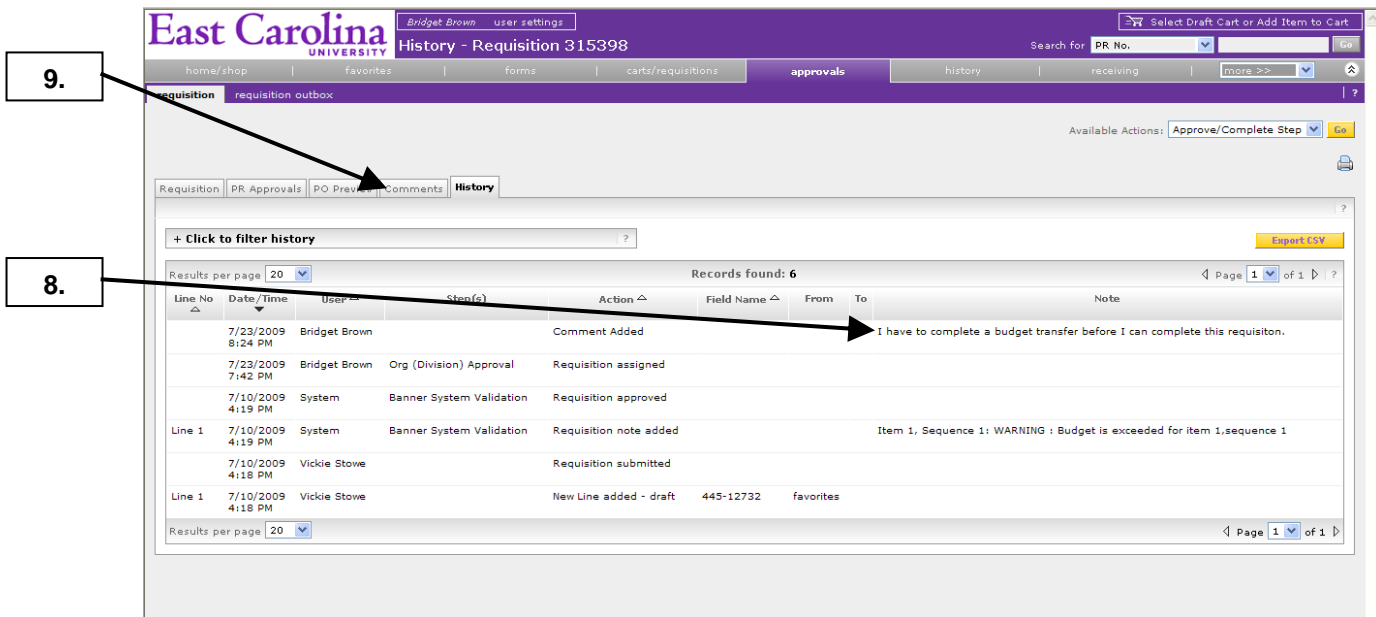 East Carolina
UNIVERSITY
Bridget Brown user settings
Select Draft Cart or Add Item to Cart
History - Requisition 315398
Search for PR No. Go
home/shop | favorites | forms | carts/requisitions approvals history | receiving | more >>
requisition requisition outbox ?
9.
Available Actions: Approve/Complete Step Go
Requisition PR Approvals PO Preview Comments History
?
+ Click to filter history ?
Export CSV
8.
Results per page 20 Records found: 6 Page 1 of 1 ?
Line No Date/Time User Step(s) Action Field Name From To Note
7/23/2009 8:24 PM Bridget Brown Comment Added I have to complete a budget transfer before I can complete this requisiton.
7/23/2009 7:42 PM Bridget Brown Org (Division) Approval Requisition assigned
7/10/2009 4:19 PM System Banner System Validation Requisition approved
Line 1 7/10/2009 4:19 PM System Banner System Validation Requisition note added Item 1, Sequence 1: WARNING : Budget is exceeded for item 1,sequence 1
7/10/2009 4:18 PM Vickie Stowe Requisition submitted
Line 1 7/10/2009 4:18 PM Vickie Stowe New Line added - draft 445-12732 favorites
Results per page 20 Page 1 of 1